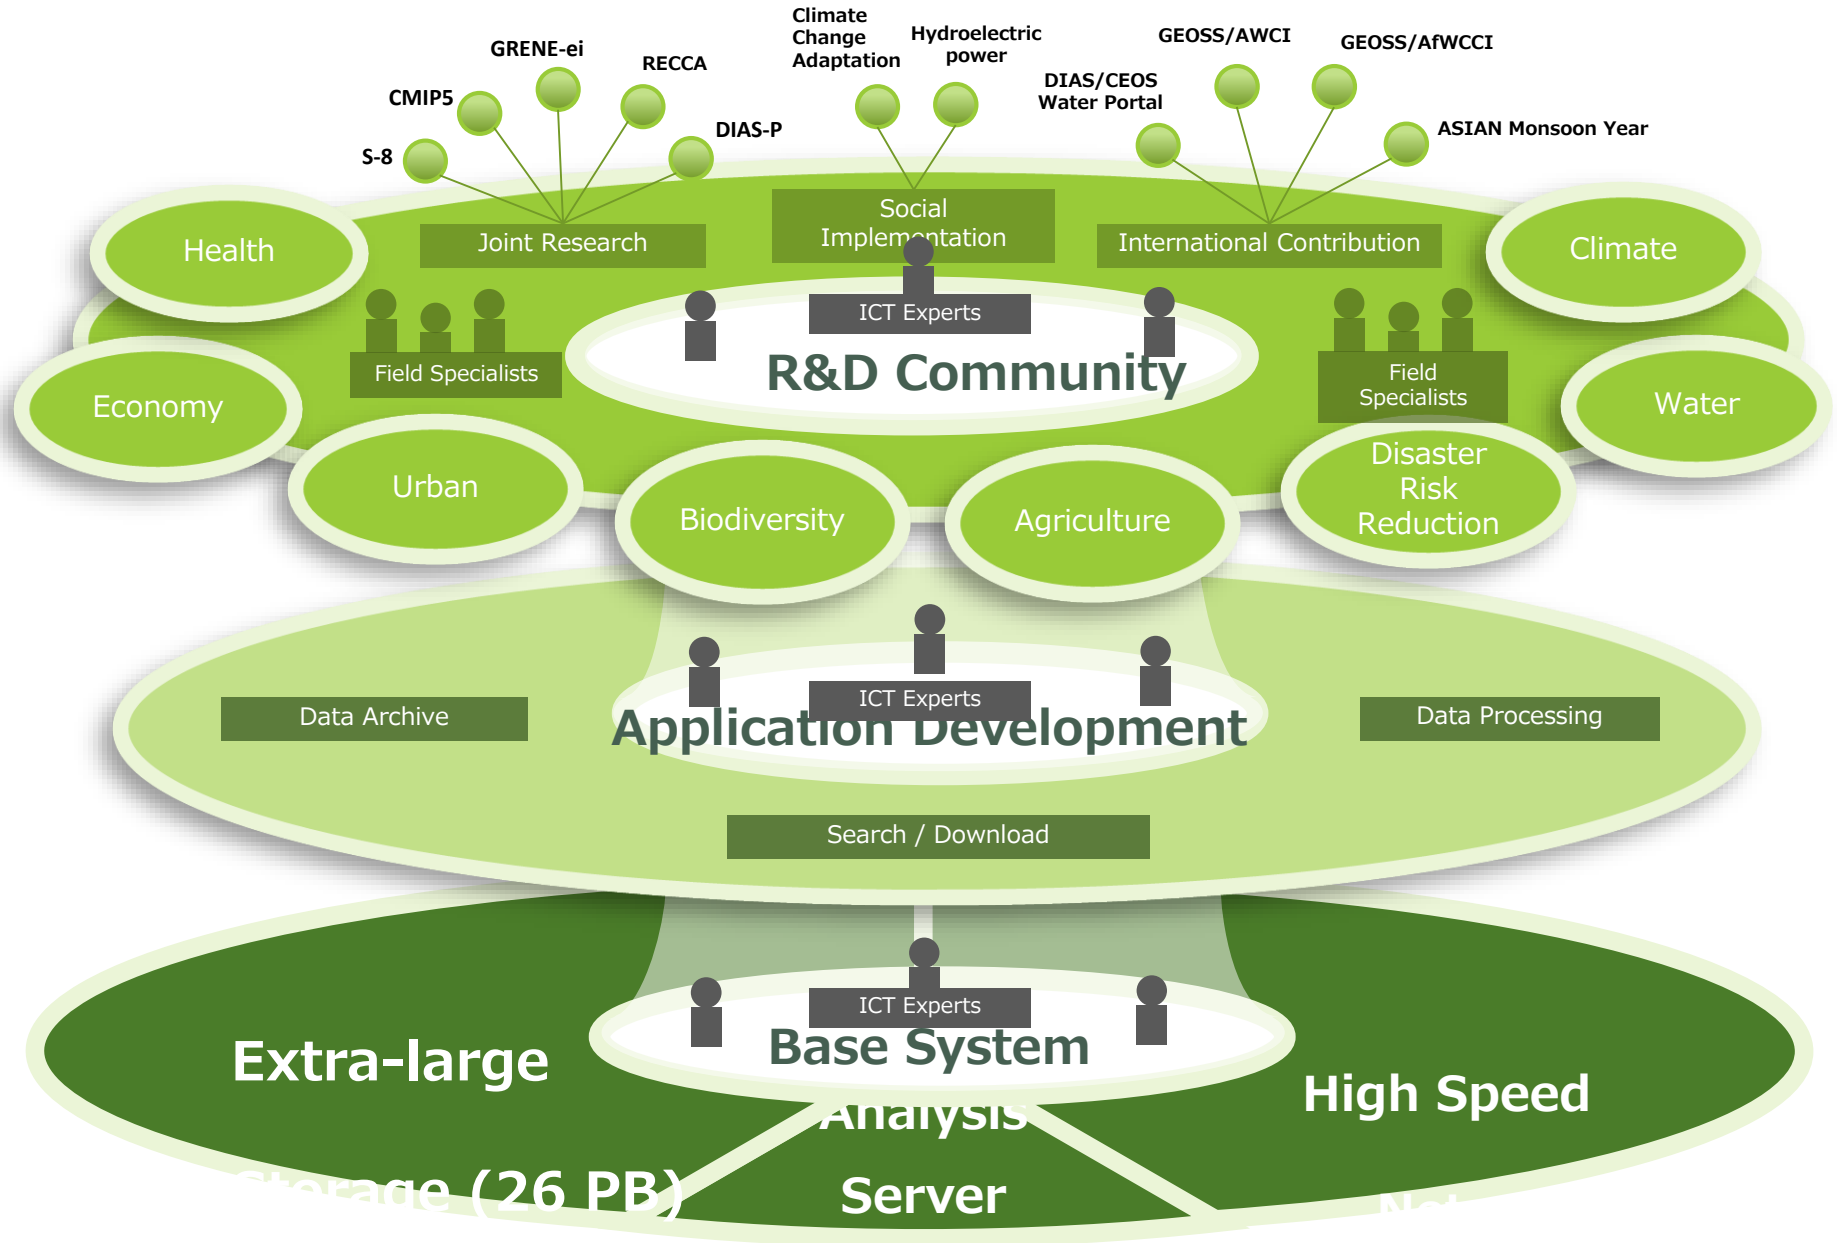 Climate
Change
Adaptation
Hydroelectric
power
GEOSS/AWCI
GEOSS/AfWCCI
GRENE-ei
RECCA
DIAS/CEOS
Water Portal
CMIP5
DIAS-P
ASIAN Monsoon Year
S-8
Health
Joint Research
Social
Implementation
International Contribution
Climate
ICT Experts
R&D Community
Field Specialists
Field
Specialists
Economy
Water
Urban
Biodiversity
Agriculture
Disaster
Risk
Reduction
ICT Experts
Application Development
Data Archive
Data Processing
Search / Download
ICT Experts
Base System
Extra-large
Storage (26 PB)
Analysis
Server
High Speed